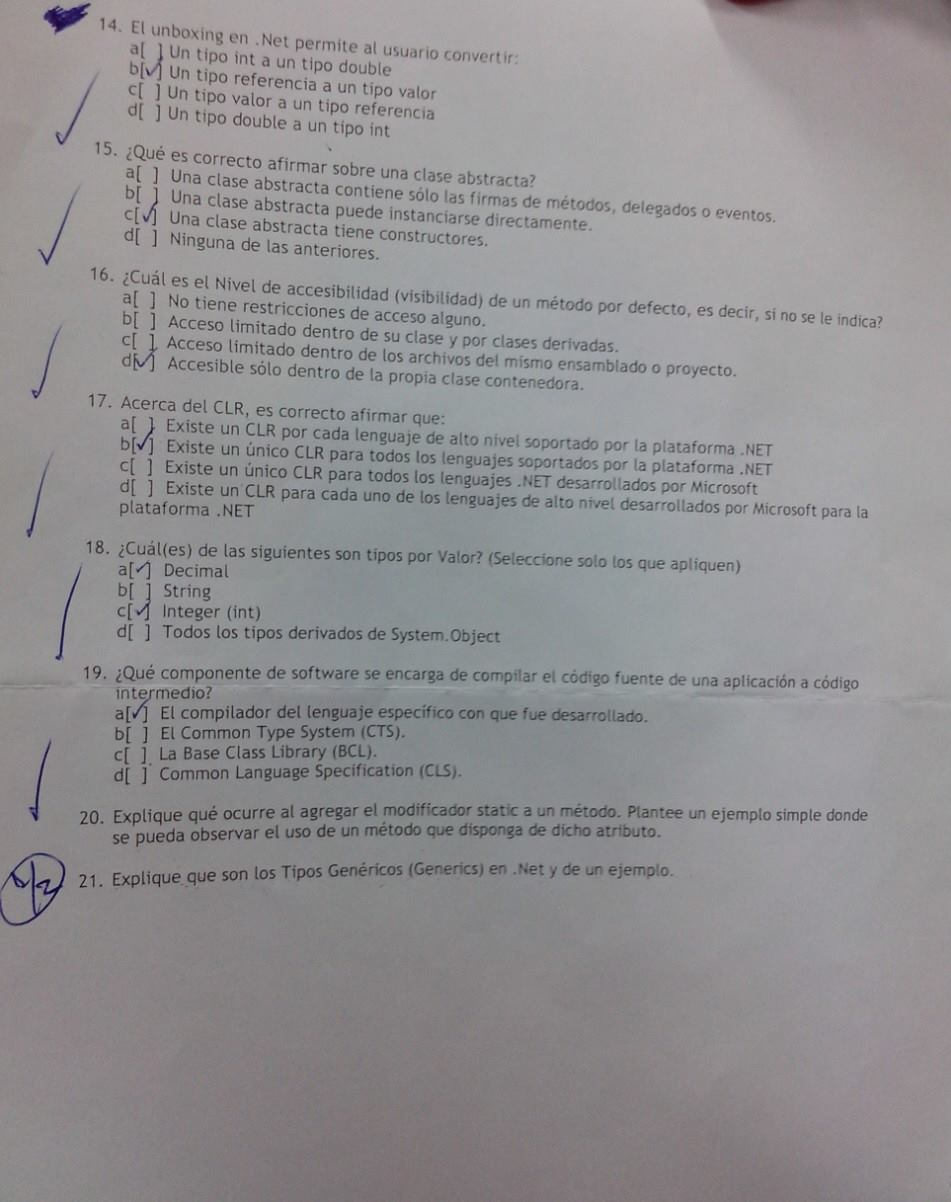 14. El unboxing en .Net permite al usuario convertir:
a[ ] Un tipo int a un tipo double
b[✓] Un tipo referencia a un tipo valor
c[ ] Un tipo valor a un tipo referencia
d[ ] Un tipo double a un tipo int
15. ¿Qué es correcto afirmar sobre una clase abstracta?
a[ ] Una clase abstracta contiene sólo las firmas de métodos, delegados o eventos.
b[ ] Una clase abstracta puede instanciarse directamente.
c[✓] Una clase abstracta tiene constructores.
d[ ] Ninguna de las anteriores.
16. ¿Cuál es el Nivel de accesibilidad (visibilidad) de un método por defecto, es decir, si no se le indica?
a[ ] No tiene restricciones de acceso alguno.
b[ ] Acceso limitado dentro de su clase y por clases derivadas.
c[ ] Acceso limitado dentro de los archivos del mismo ensamblado o proyecto.
d[✓] Accesible sólo dentro de la propia clase contenedora.
17. Acerca del CLR, es correcto afirmar que:
a[ ] Existe un CLR por cada lenguaje de alto nivel soportado por la plataforma .NET
b[✓] Existe un único CLR para todos los lenguajes soportados por la plataforma .NET
c[ ] Existe un único CLR para todos los lenguajes .NET desarrollados por Microsoft
d[ ] Existe un CLR para cada uno de los lenguajes de alto nivel desarrollados por Microsoft para la
plataforma .NET
18. ¿Cuál(es) de las siguientes son tipos por Valor? (Seleccione solo los que apliquen)
a[✓] Decimal
b[ ] String
c[✓] Integer (int)
d[ ] Todos los tipos derivados de System.Object
19. ¿Qué componente de software se encarga de compilar el código fuente de una aplicación a código
intermedio?
a[✓] El compilador del lenguaje específico con que fue desarrollado.
b[ ] El Common Type System (CTS).
c[ ] La Base Class Library (BCL).
d[ ] Common Language Specification (CLS).
20. Explique qué ocurre al agregar el modificador static a un método. Plantee un ejemplo simple donde
se pueda observar el uso de un método que disponga de dicho atributo.
21. Explique que son los Tipos Genéricos (Generics) en .Net y de un ejemplo.